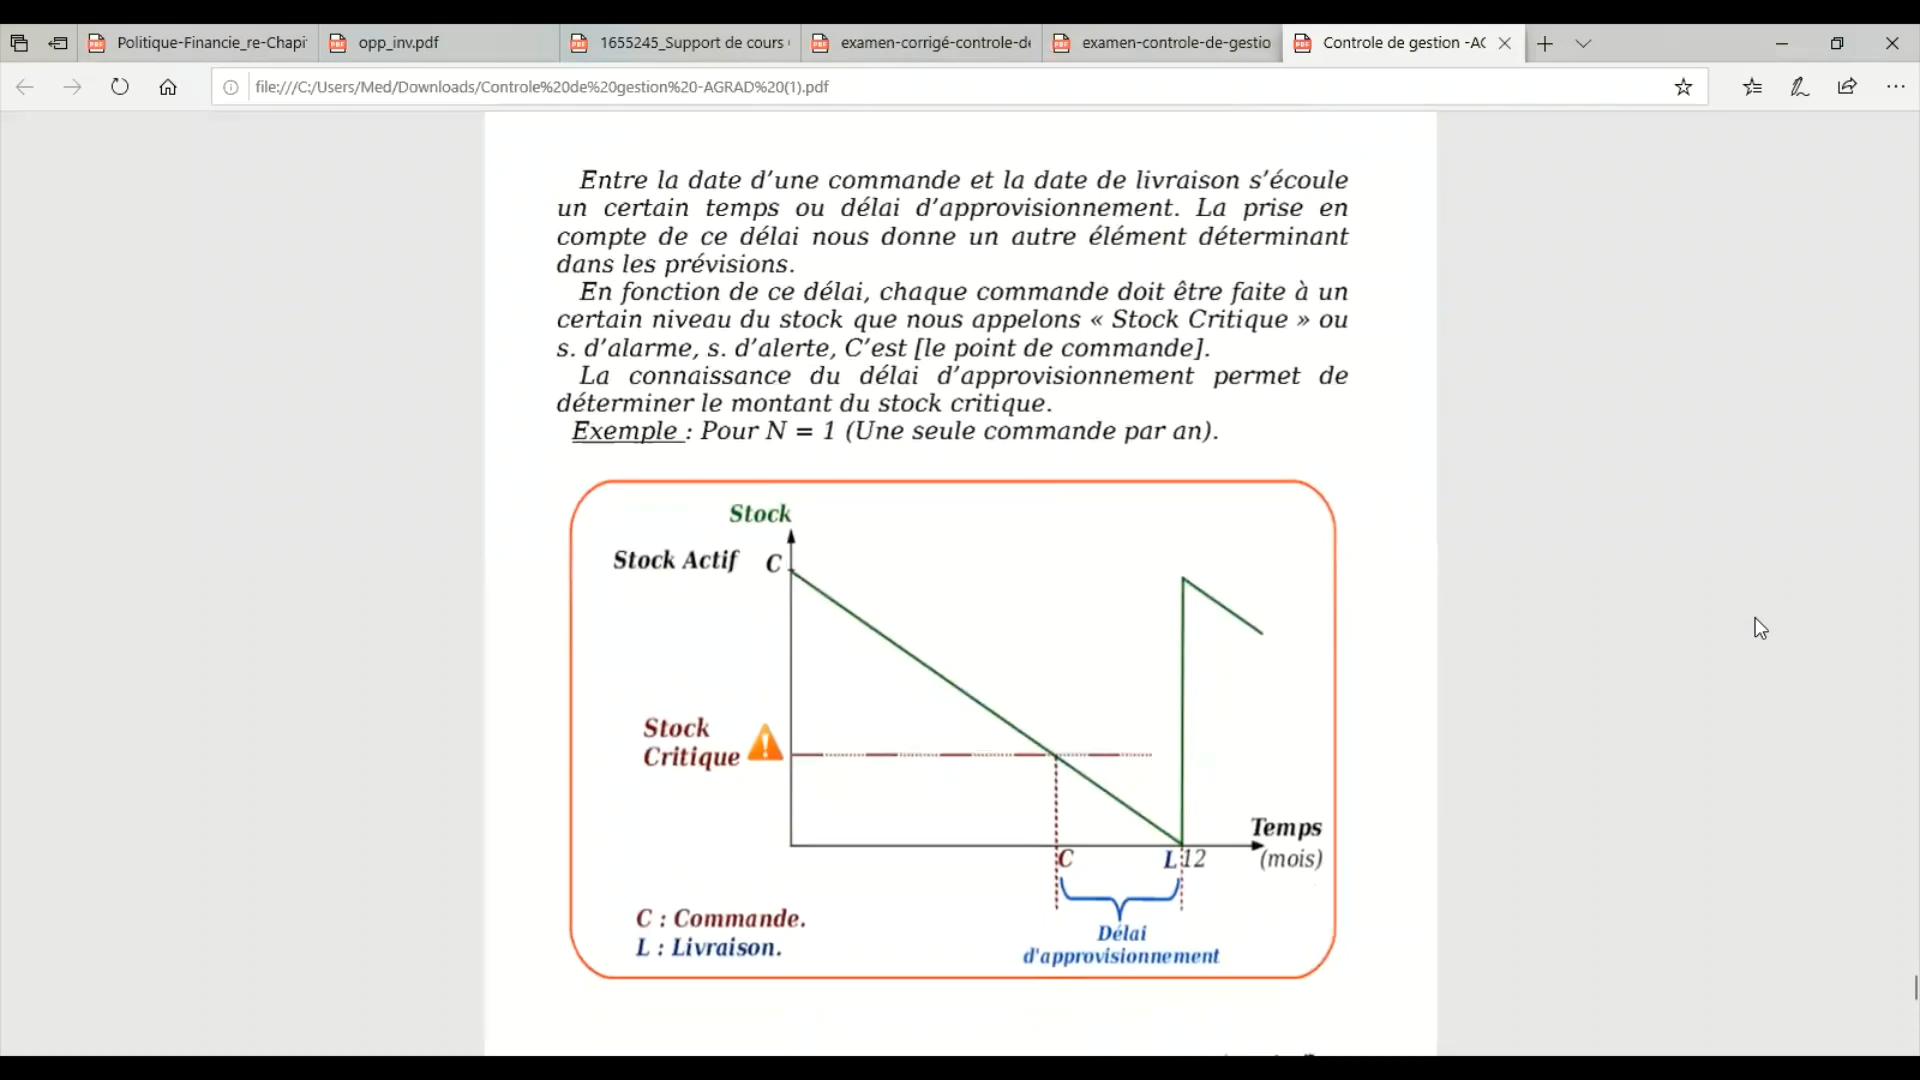 Politique-Financie_re-Chapi
opp_inv.pdf
1655245_Support de cours
examen-corrigé-controle-de
examen-controle-de-gestio
Controle de gestion -AG
file:///C:/Users/Med/Downloads/Controle%20de%20gestion%20-AGRAD%20(1).pdf
Entre la date d’une commande et la date de livraison s’écoule
un certain temps ou délai d’approvisionnement. La prise en
compte de ce délai nous donne un autre élément déterminant
dans les prévisions.
En fonction de ce délai, chaque commande doit être faite à un
certain niveau du stock que nous appelons « Stock Critique » ou
s. d’alarme, s. d’alerte, C’est [le point de commande].
La connaissance du délai d’approvisionnement permet de
déterminer le montant du stock critique.
Exemple : Pour N = 1 (Une seule commande par an).
Stock
Stock Actif C
Stock
Critique
Temps
(mois)
C L 12
Délai
d'approvisionnement
C : Commande.
L : Livraison.